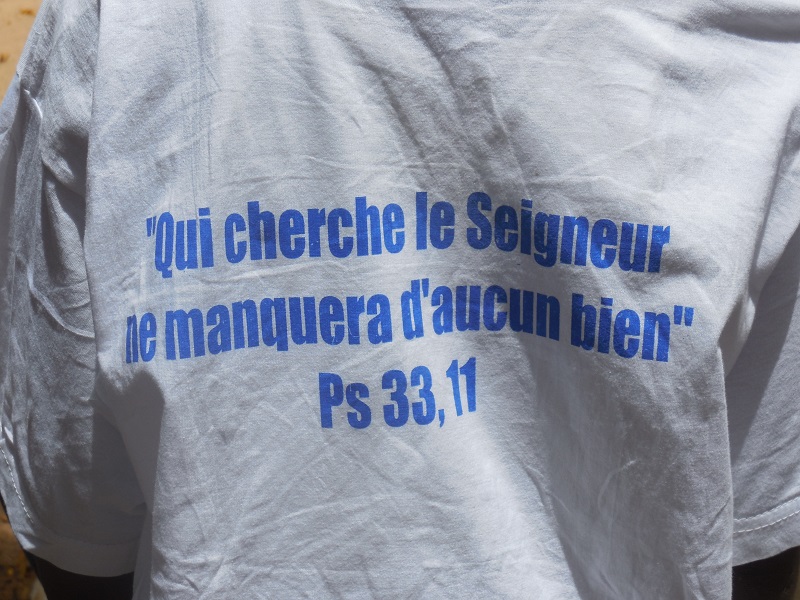 "Qui cherche le Seigneur
ne manquera d'aucun bien"
Ps 33, 11